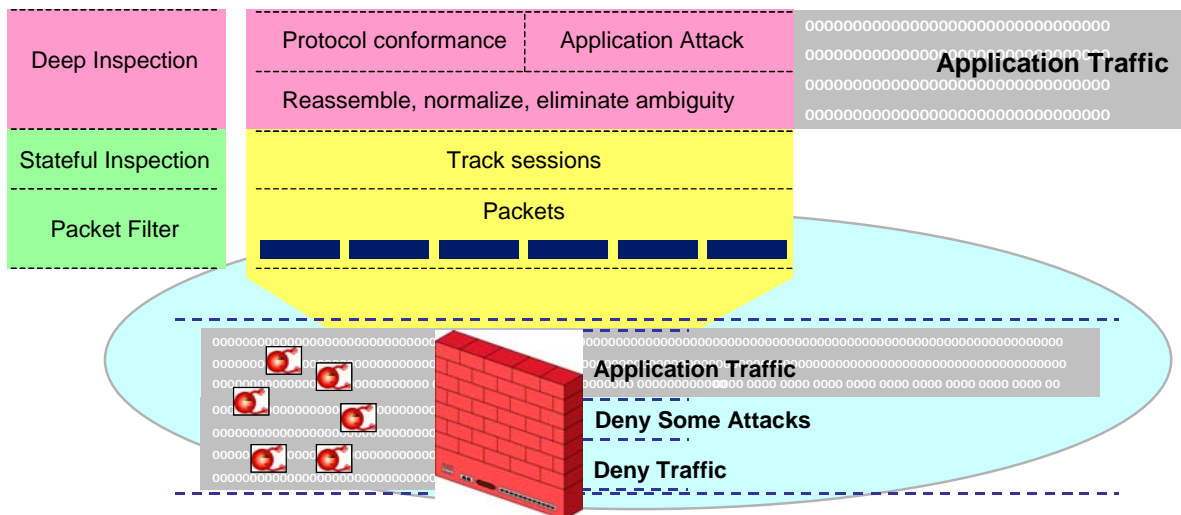 Deep Inspection
Protocol conformance
Application Attack
Reassemble, normalize, eliminate ambiguity
Application Traffic
Stateful Inspection
Track sessions
Packet Filter
Packets
Application Traffic
Deny Some Attacks
Deny Traffic